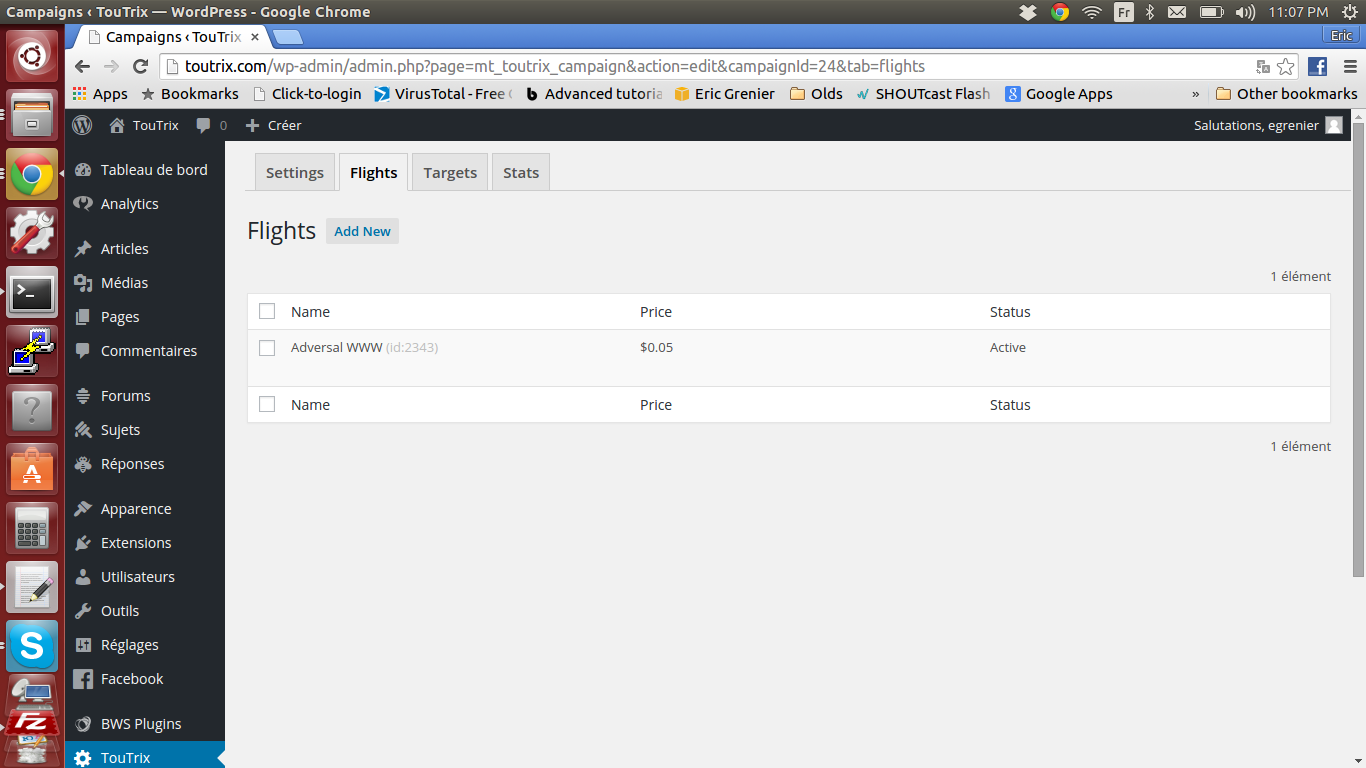 Campaigns ‹ TouTrix — WordPress - Google Chrome
Fr
11:07 PM
Campaigns ‹ TouTrix
Eric
toutrix.com/wp-admin/admin.php?page=mt_toutrix_campaign&action=edit&campaignId=24&tab=flights
Apps
Bookmarks
Click-to-login
VirusTotal - Free
Advanced tutoria
Eric Grenier
Olds
SHOUTcast Flash
Google Apps
»
Other bookmarks
TouTrix
0
Créer
Salutations, egrenier
Tableau de bord
Analytics
Articles
Médias
Pages
Commentaires
Forums
Sujets
Réponses
Apparence
Extensions
Utilisateurs
Outils
Réglages
Facebook
BWS Plugins
TouTrix
Settings
Flights
Targets
Stats
Flights
Add New
1 élément
Name Price Status
Adversal WWW (id:2343) $0.05 Active
Name Price Status
1 élément